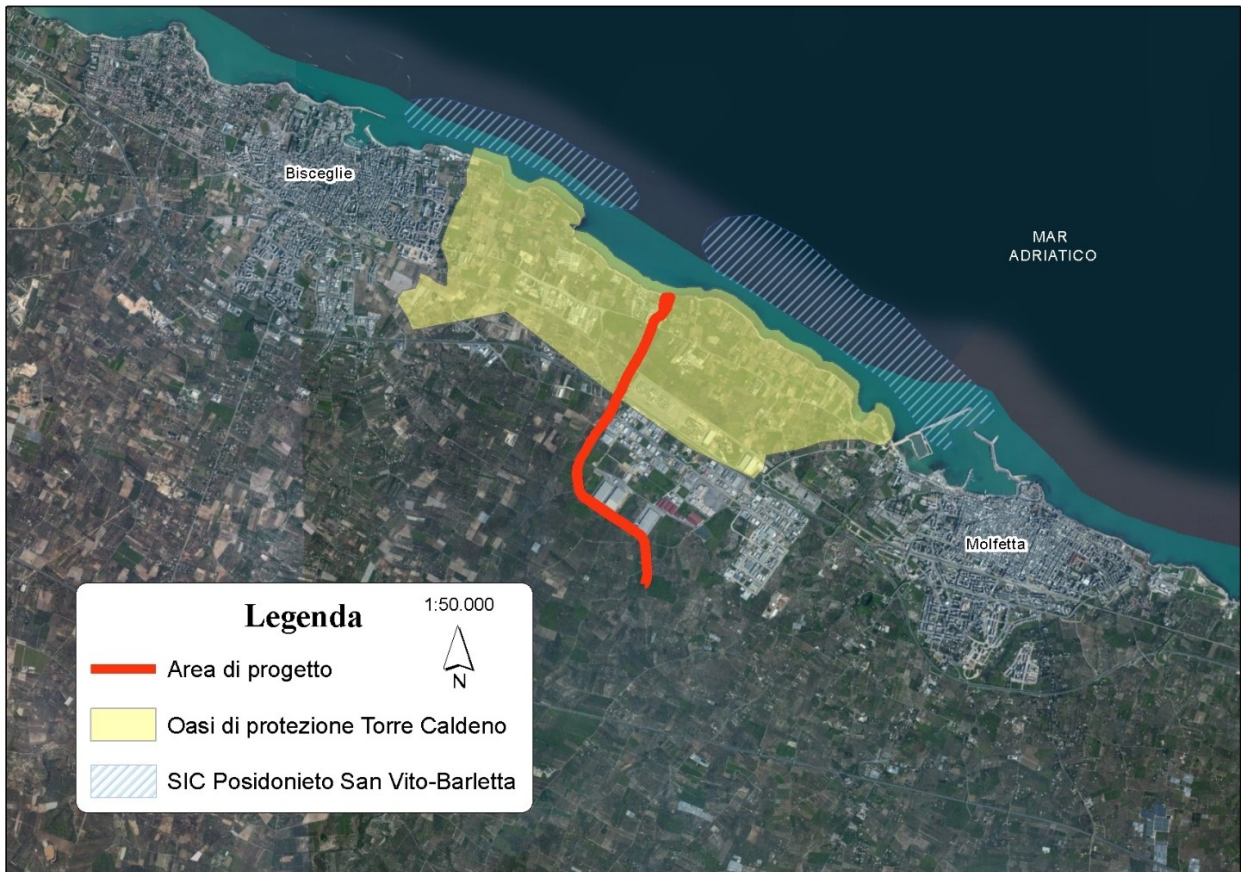 Bisceglie
MAR
ADRIATICO
Molfetta
Legenda
1:50.000
N
Area di progetto
Oasi di protezione Torre Caldeno
SIC Posidonieto San Vito-Barletta